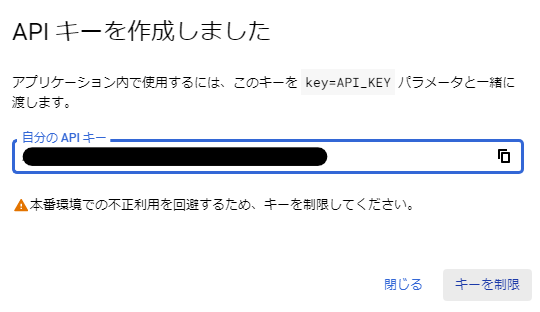 API キーを作成しました
アプリケーション内で使用するには、このキーを key=API_KEY パラメータと一緒に
渡します。
自分の API キー
本番環境での不正利用を回避するため、キーを制限してください。
閉じる
キーを制限